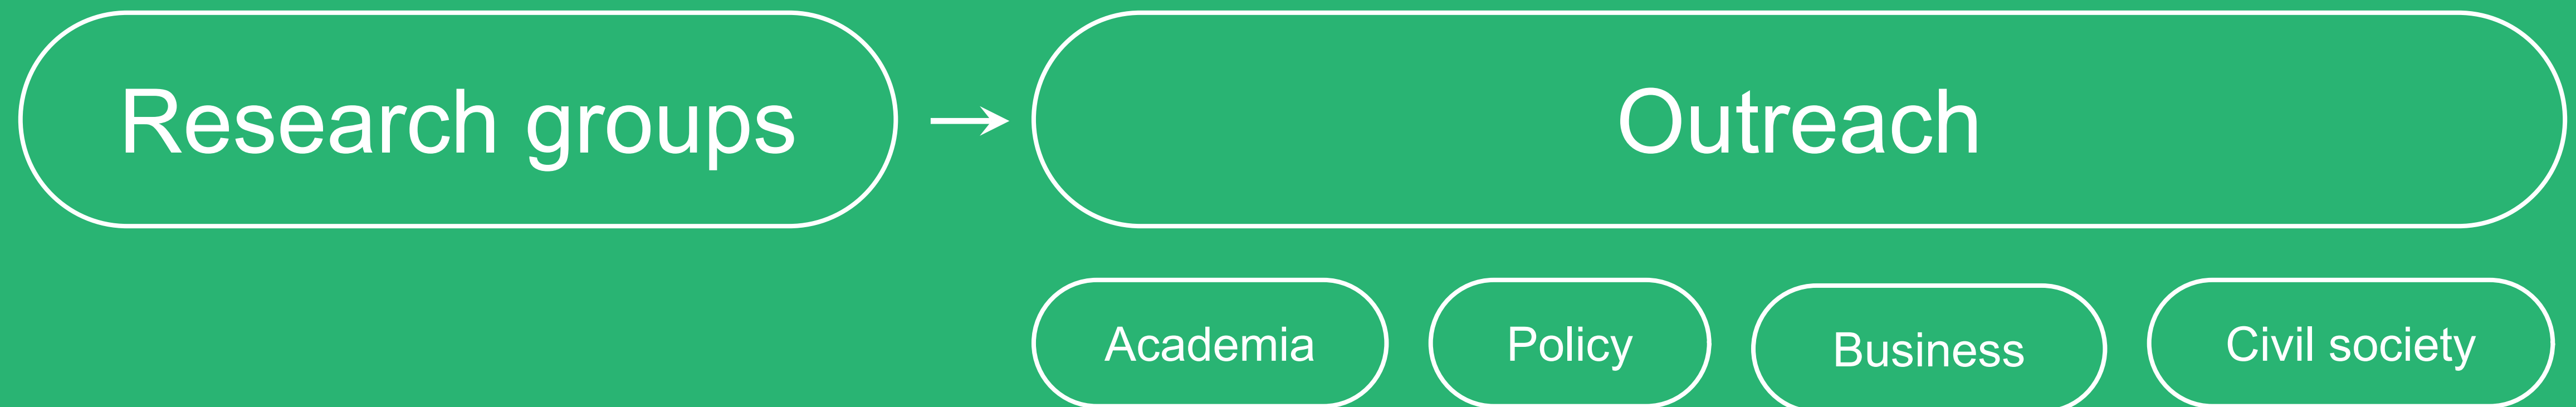 Research groups
Outreach
Academia
Policy
Business
Civil society